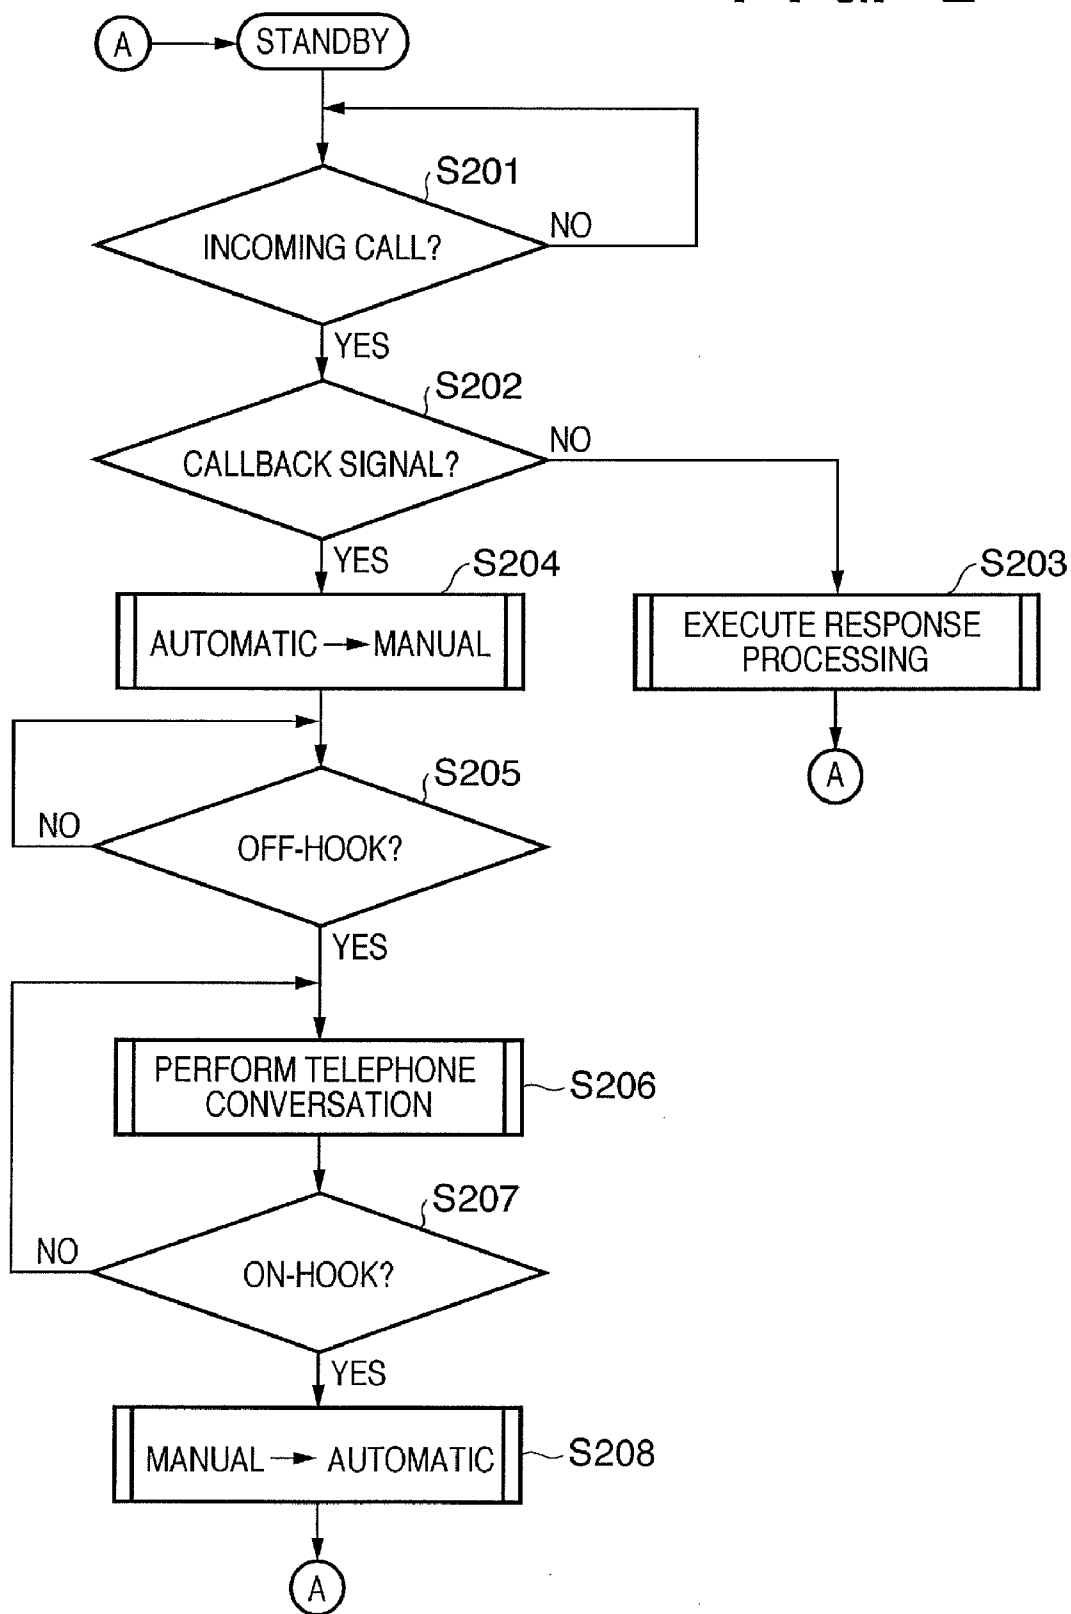 A
STANDBY
S201
INCOMING CALL?
NO
YES
S202
CALLBACK SIGNAL?
NO
YES
S204
AUTOMATIC → MANUAL
S203
EXECUTE RESPONSE
PROCESSING
A
S205
OFF-HOOK?
NO
YES
PERFORM TELEPHONE
CONVERSATION
S206
S207
ON-HOOK?
NO
YES
MANUAL → AUTOMATIC
S208
A